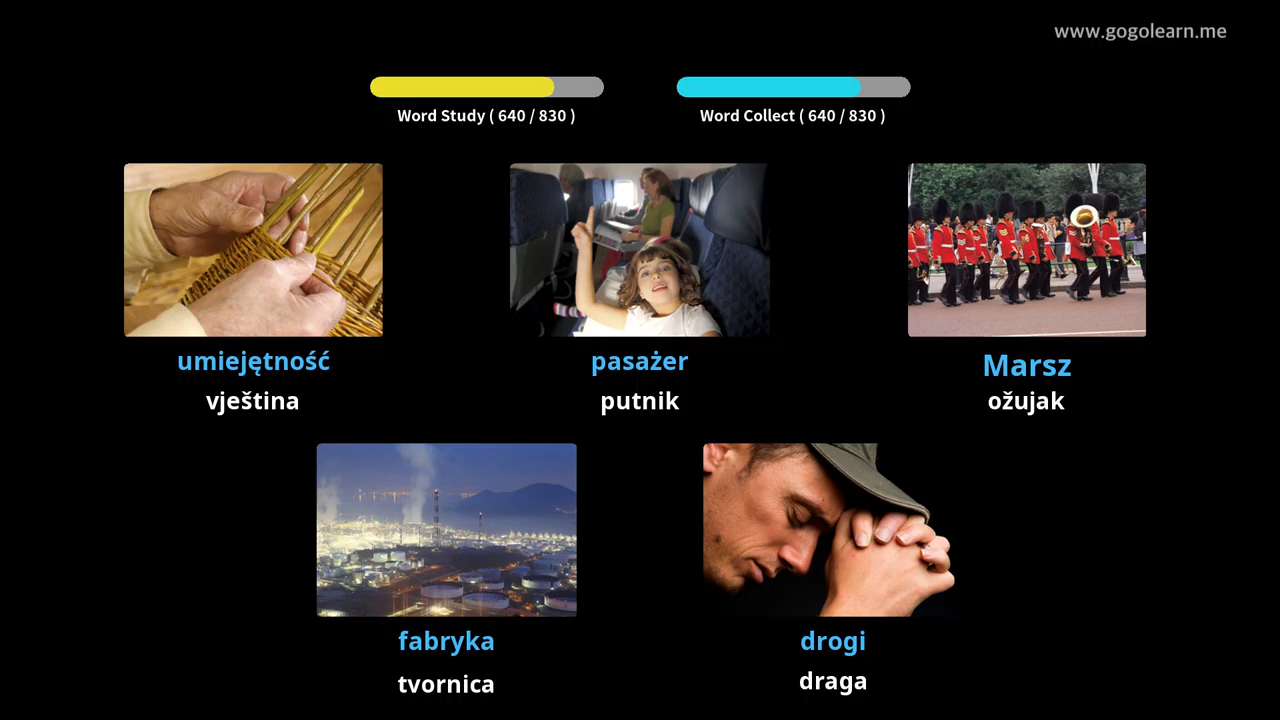 www.gogolearn.me
Word Study ( 640 / 830 )
Word Collect ( 640 / 830 )
umiejętność
vještina
pasażer
putnik
Marsz
ožujak
fabryka
tvornica
drogi
draga